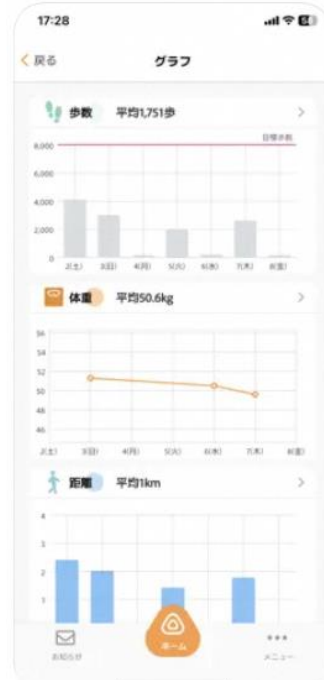 17:28
戻る
グラフ
歩数 平均1,751歩
目標歩数
8,000
6,000
4,000
2,000
0
2(土) 3(日) 4(月) 5(火) 6(水) 7(木) 8(金)
体重 平均50.6kg
56
54
52
50
48
46
2(土) 3(日) 4(月) 5(火) 6(水) 7(木) 8(金)
距離 平均1km
4
3
2
1
お知らせ
ホーム
メニュー